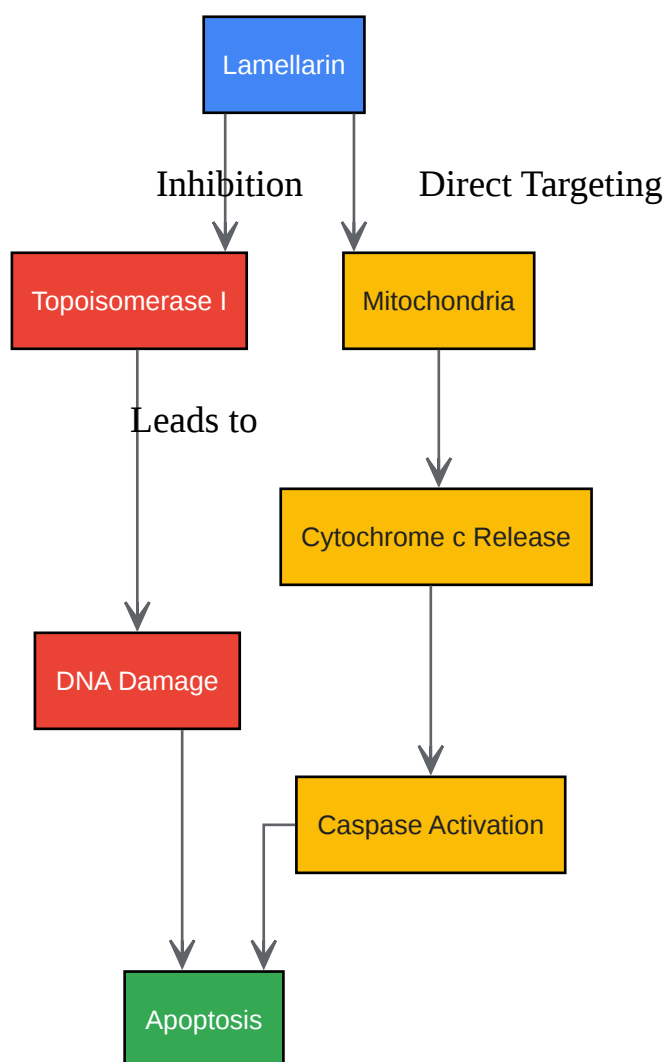 Lamellarin
Inhibition
Direct Targeting
Topoisomerase I
Mitochondria
Leads to
Cytochrome c Release
DNA Damage
Caspase Activation
Apoptosis